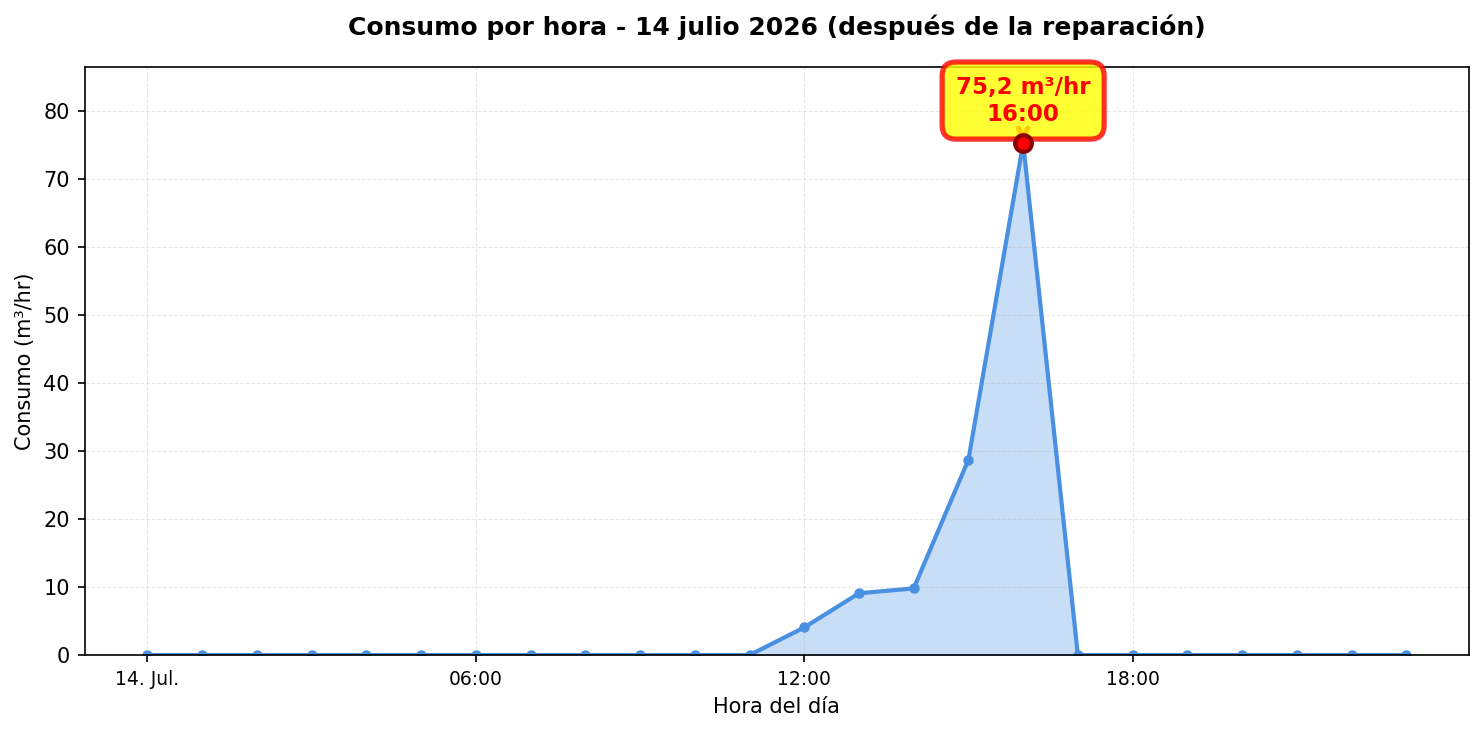 Consumo por hora - 14 julio 2026 (después de la reparación)
75,2 m³/hr
16:00
Consumo (m³/hr)
80
70
60
50
40
30
20
10
0
14. Jul.
06:00
12:00
18:00
Hora del día